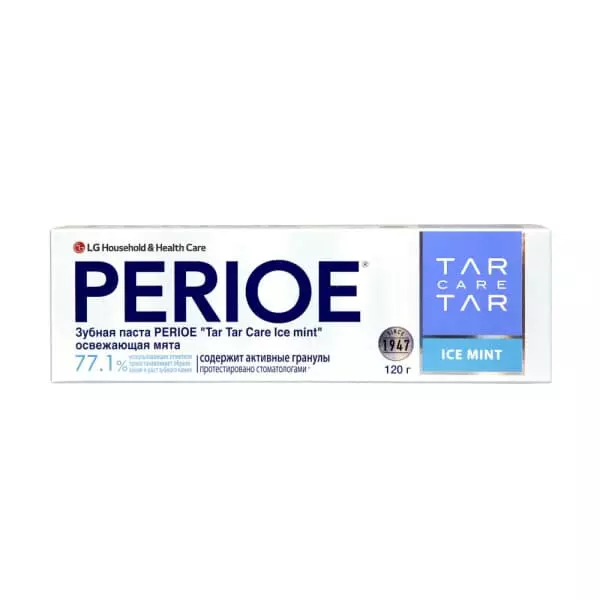 LG Household & Health Care
PERIOE®
Зубная паста PERIOE "Tar Tar Care Ice mint"
освежающая мята
77.1%
содержит активные гранулы
протестировано стоматологами
SINCE
1947
120 г
TAR
CARE
TAR
ICE MINT